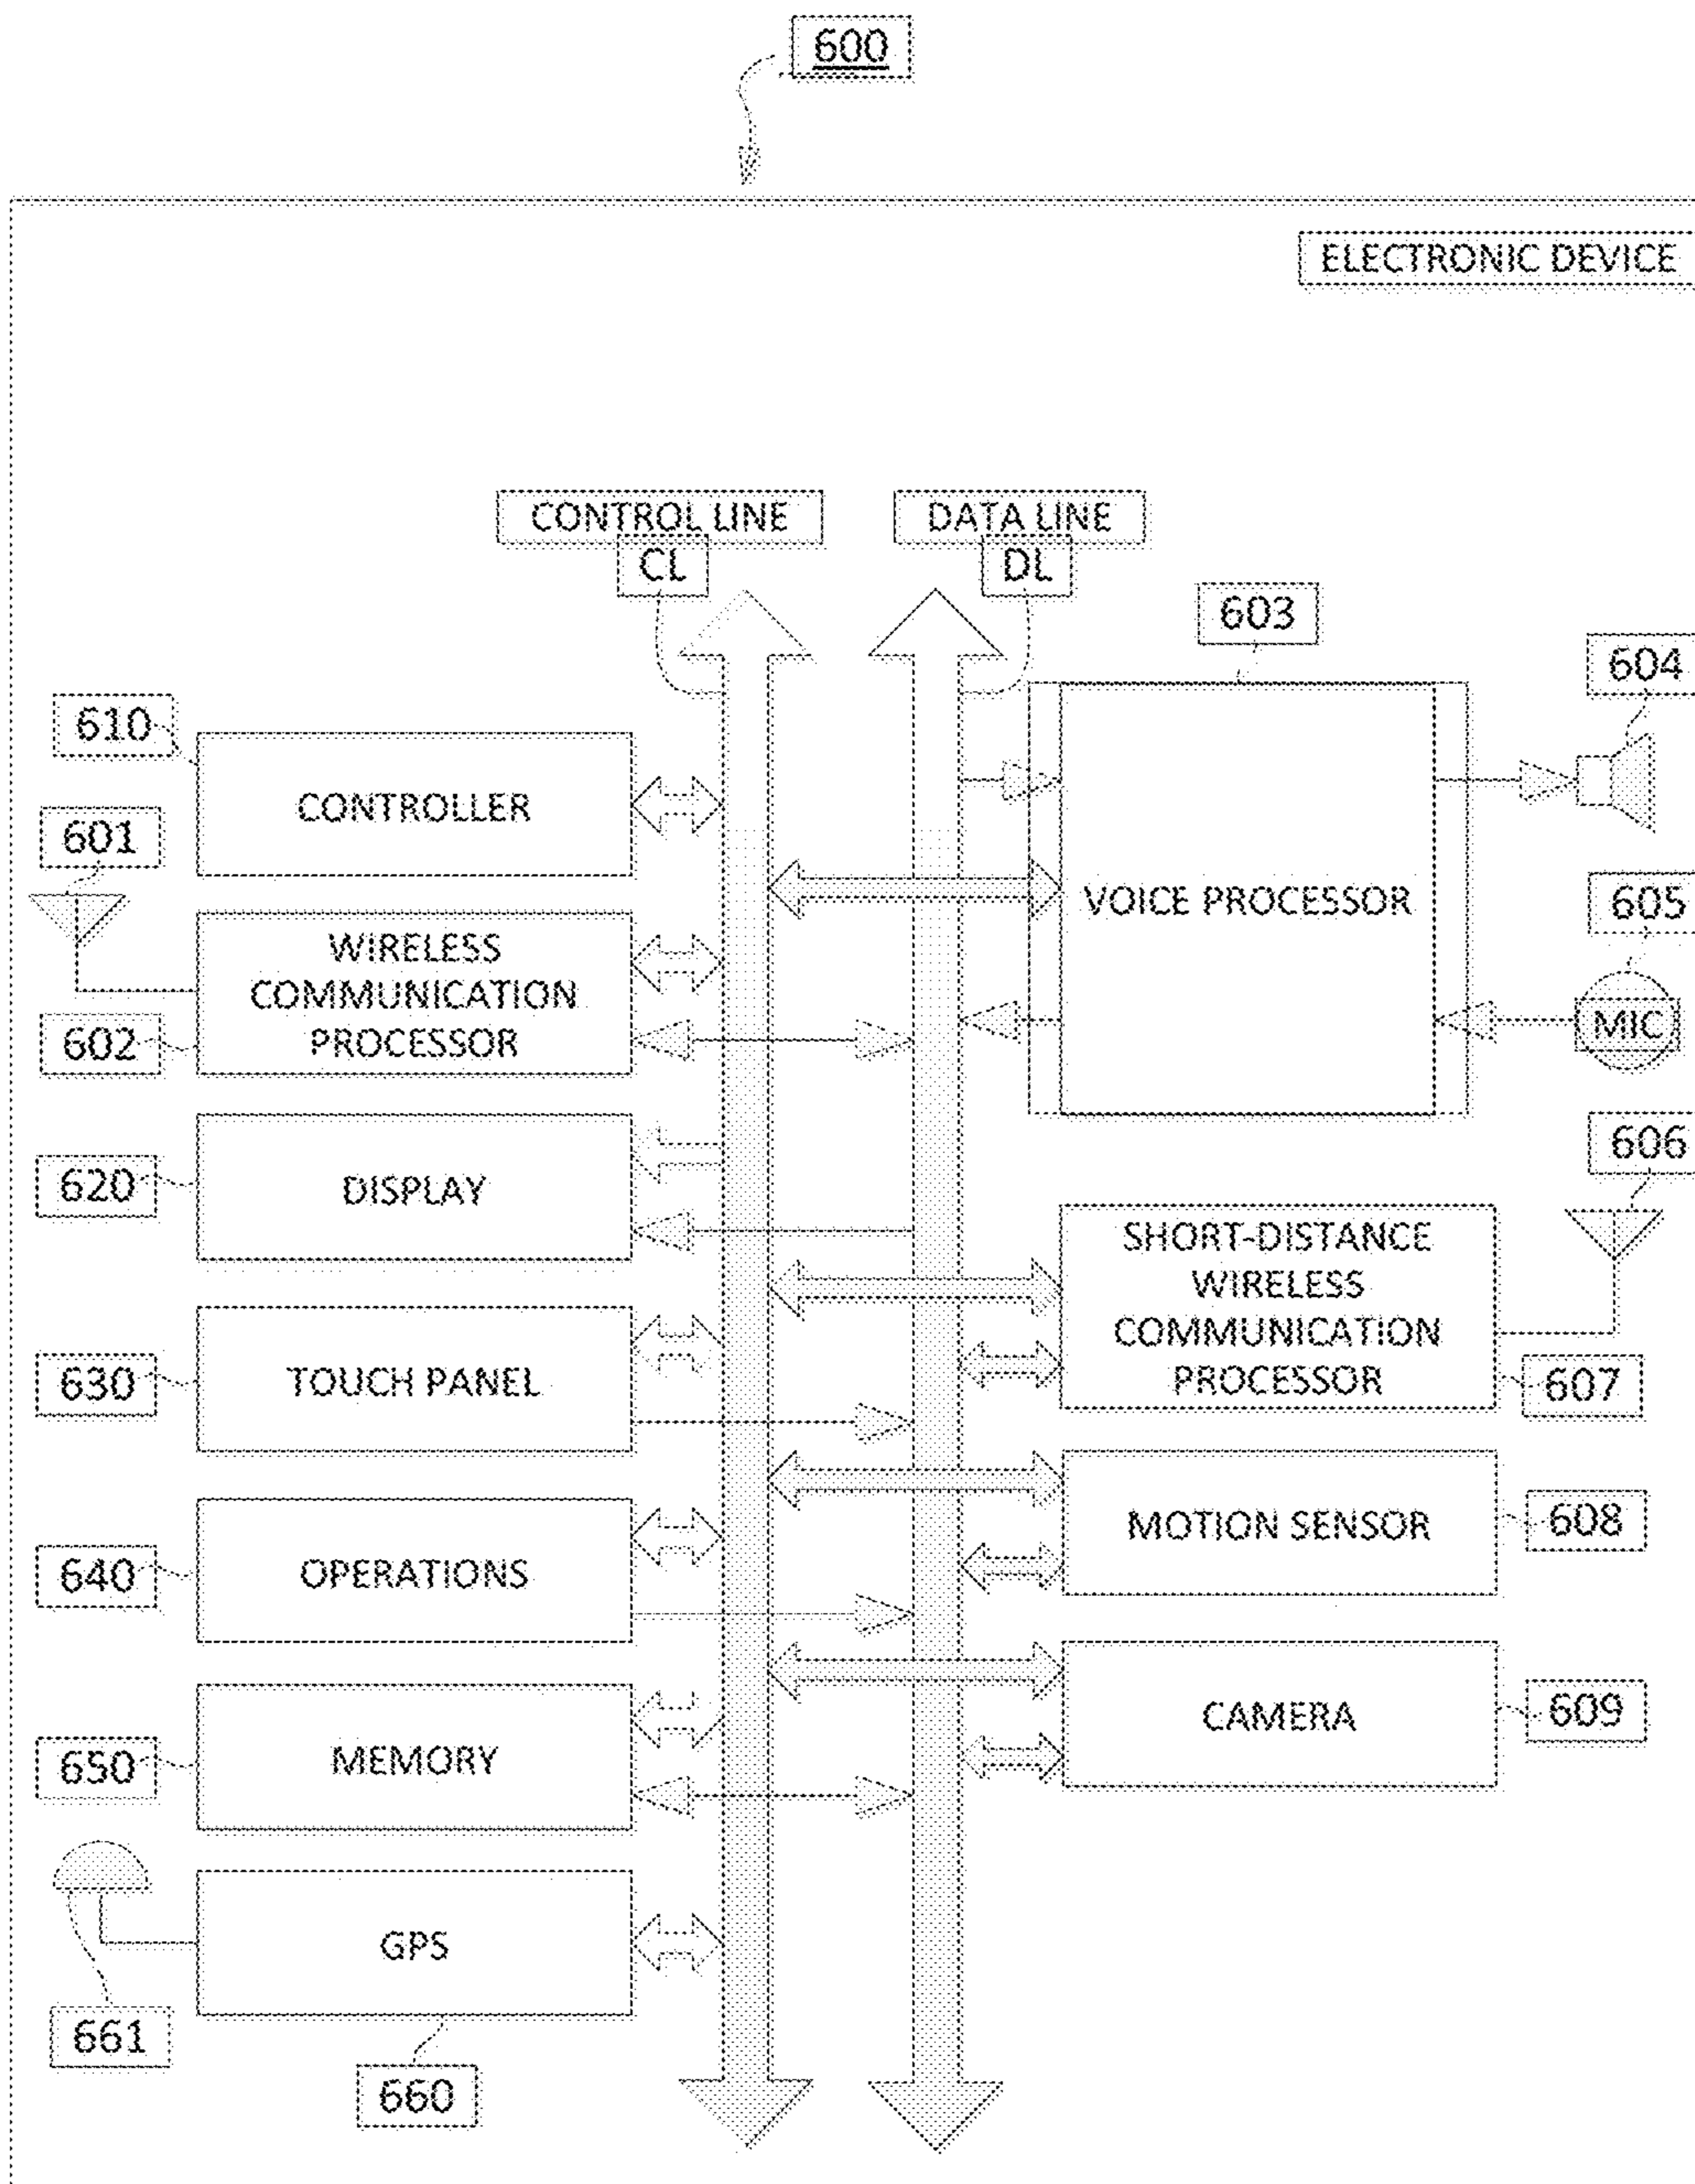 600
ELECTRONIC DEVICE
CONTROL LINE
CL
DATA LINE
DL
603
604
610
CONTROLLER
601
VOICE PROCESSOR
605
WIRELESS
COMMUNICATION
PROCESSOR
602
MIC
606
620
DISPLAY
SHORT-DISTANCE
WIRELESS
COMMUNICATION
PROCESSOR
607
630
TOUCH PANEL
MOTION SENSOR
608
640
OPERATIONS
CAMERA
609
650
MEMORY
GPS
661
660